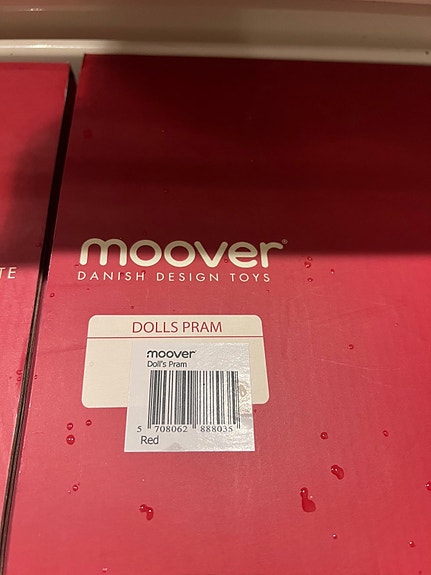 moover®
DANISH DESIGN TOYS
TE
DOLLS PRAM
moover
Doll's Pram
5 708062 888035
Red